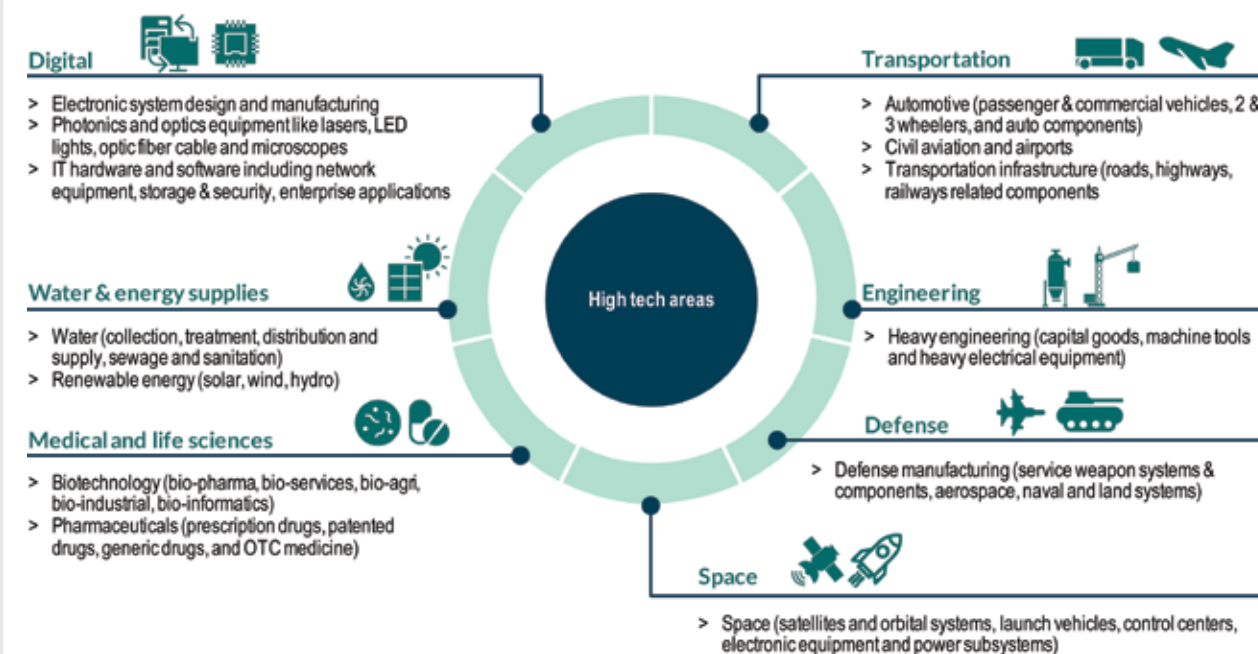 Digital
> Electronic system design and manufacturing
> Photonics and optics equipment like lasers, LED
lights, optic fiber cable and microscopes
> IT hardware and software including network
equipment, storage & security, enterprise applications
Water & energy supplies
> Water (collection, treatment, distribution and
supply, sewage and sanitation)
> Renewable energy (solar, wind, hydro)
Medical and life sciences
> Biotechnology (bio-pharma, bio-services, bio-agri,
bio-industrial, bio-informatics)
> Pharmaceuticals (prescription drugs, patented
drugs, generic drugs, and OTC medicine)
High tech areas
Transportation
> Automotive (passenger & commercial vehicles, 2 &
3 wheelers, and auto components)
> Civil aviation and airports
> Transportation infrastructure (roads, highways,
railways related components
Engineering
> Heavy engineering (capital goods, machine tools
and heavy electrical equipment)
Defense
> Defense manufacturing (service weapon systems &
components, aerospace, naval and land systems)
Space
> Space (satellites and orbital systems, launch vehicles, control centers,
electronic equipment and power subsystems)